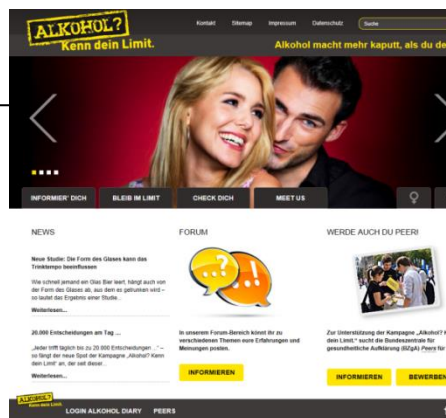 ALKOHOL?
Kenn dein Limit.
Kontakt Sitemap Impressum Datenschutz Suche
Alkohol macht mehr kaputt, als du de
INFORMIER' DICH BLEIB IM LIMIT CHECK DICH MEET US
NEWS
Neue Studie: Die Form des Glases kann das
Trinktempo beeinflussen
Wie schnell jemand ein Glas Bier leert, hängt auch von
der Form des Glases ab, aus dem es getrunken wird –
so lautet das Ergebnis einer Studie...
Weiterlesen...
20.000 Entscheidungen am Tag ...
„Jeder trifft täglich bis zu 20.000 Entscheidungen ...“ –
so fängt der neue Spot der Kampagne „Alkohol? Kenn
dein Limit“ an, der seit dieser...
Weiterlesen...
FORUM
..?
..!
In unserem Forum-Bereich könnt ihr zu
verschiedenen Themen eure Erfahrungen und
Meinungen posten.
INFORMIEREN
WERDE AUCH DU PEER!
Zur Unterstützung der Kampagne „Alkohol? K
dein Limit.“ sucht die Bundeszentrale für
gesundheitliche Aufklärung (BZgA) Peers für
INFORMIEREN BEWERBEN
ALKOHOL?
Kenn dein Limit.
LOGIN ALKOHOL DIARY PEERS